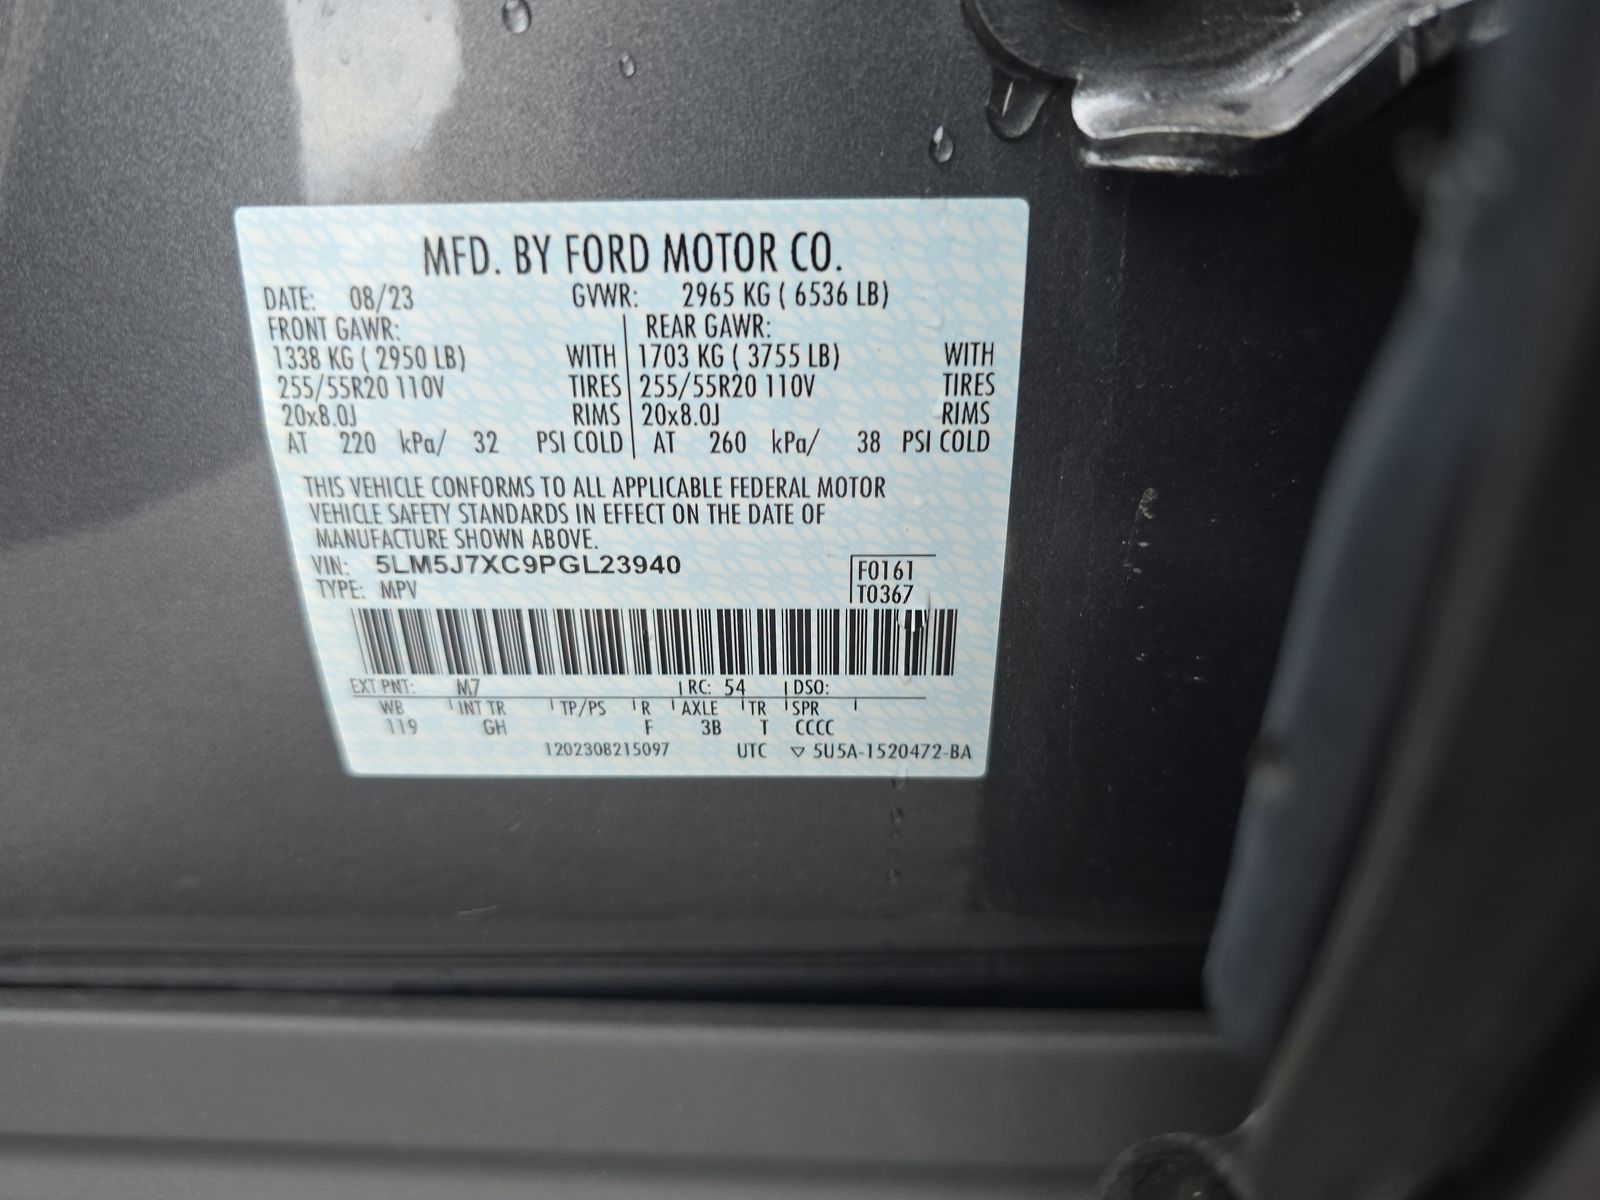 MFD. BY FORD MOTOR CO.
DATE: 08/23 GVWR: 2965 KG ( 6536 LB)
FRONT GAWR: REAR GAWR:
1338 KG ( 2950 LB) WITH 1703 KG ( 3755 LB) WITH
255/55R20 110V TIRES 255/55R20 110V TIRES
20x8.0J RIMS 20x8.0J RIMS
AT 220 kPa/ 32 PSI COLD AT 260 kPa/ 38 PSI COLD
THIS VEHICLE CONFORMS TO ALL APPLICABLE FEDERAL MOTOR
VEHICLE SAFETY STANDARDS IN EFFECT ON THE DATE OF
MANUFACTURE SHOWN ABOVE.
VIN: 5LM5J7XC9PGL23940 F0161
TYPE: MPV T0367
EXT PNT: M7 RC: 54 DSO:
WB INT TR TP/PS R AXLE TR SPR
119 GH F 3B T CCCC
1202308215097 UTC ▽ 5U5A-1520472-BA